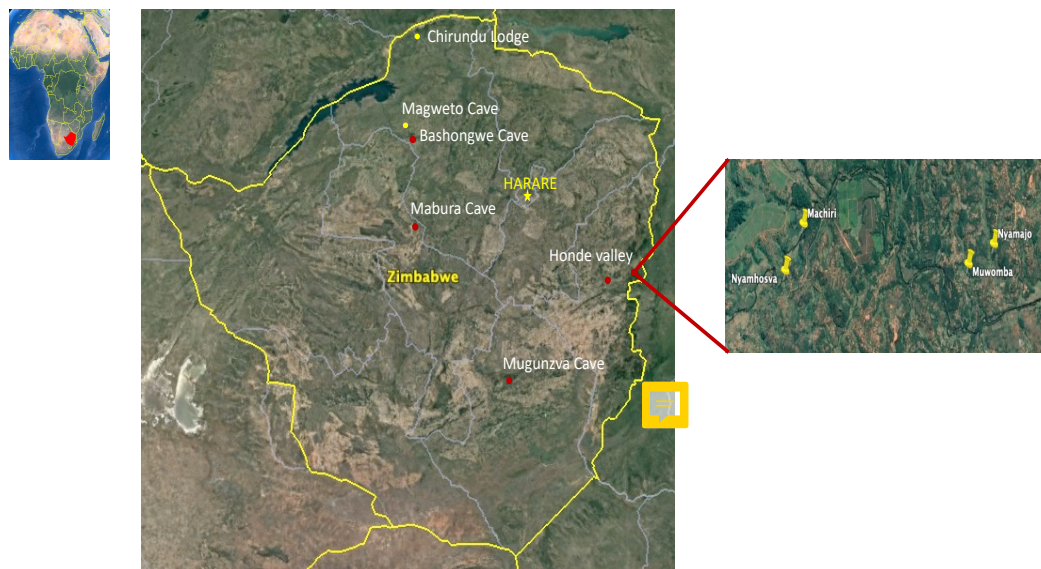 Chirundu Lodge
Magweto Cave
Bashongwe Cave
HARARE
Mabura Cave
Honde valley
Zimbabwe
Mugunzva Cave
Machiri
Nyamajo
Muwomba
Nyamhosva